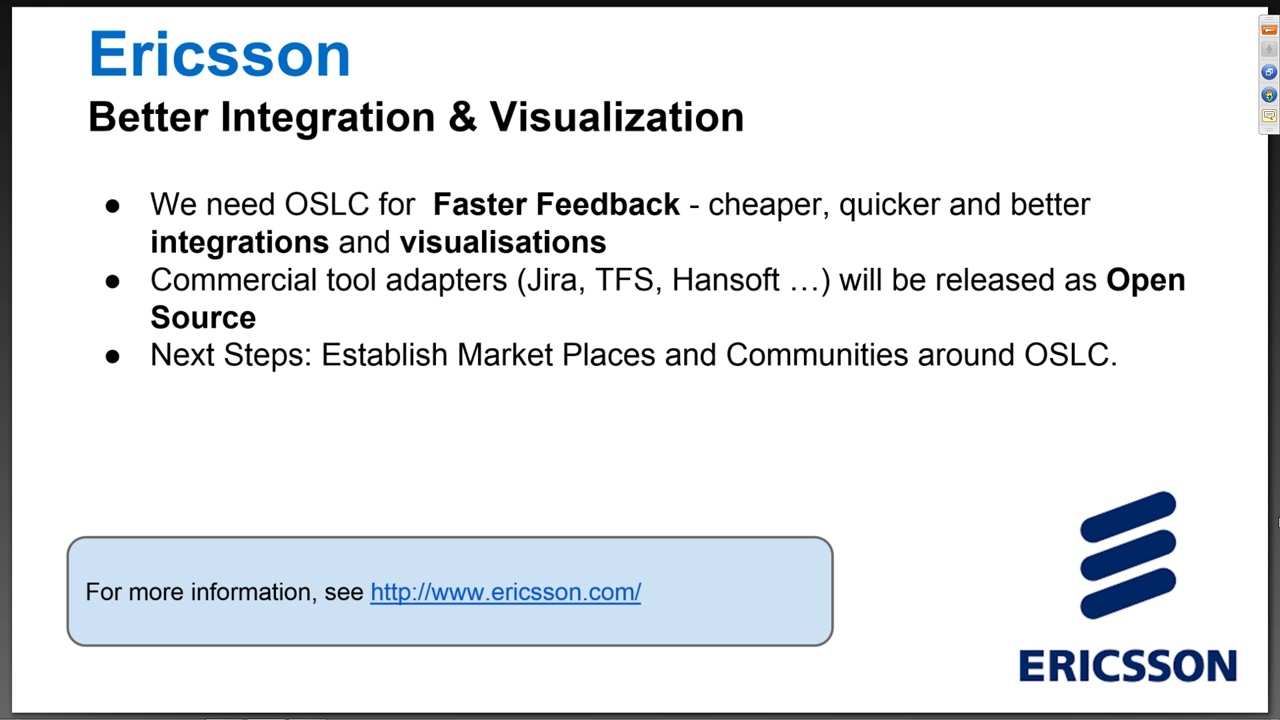 Ericsson
Better Integration & Visualization
● We need OSLC for Faster Feedback - cheaper, quicker and better
integrations and visualisations
● Commercial tool adapters (Jira, TFS, Hansoft …) will be released as Open
Source
● Next Steps: Establish Market Places and Communities around OSLC.
For more information, see http://www.ericsson.com/
ERICSSON